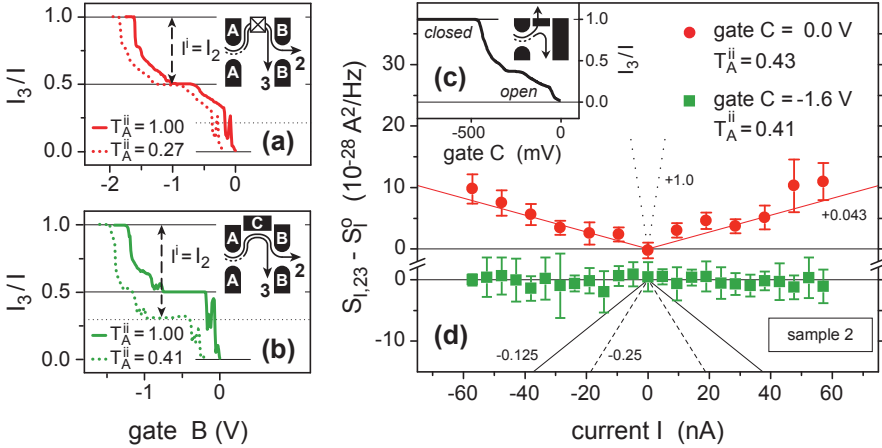 I₃ / I
1.0
0.5
0.0
−2
−1
0
Iⁱ = I₂
A
A
B
B
2
3
T_A^ii = 1.00
T_A^ii = 0.27
(a)
I₃ / I
1.0
0.5
0.0
−1
0
Iⁱ = I₂
A
A
C
B
B
2
3
T_A^ii = 1.00
T_A^ii = 0.41
(b)
gate B (V)
S_I,23 - S_I^o (10⁻²⁸ A²/Hz)
30
20
10
0
0
-10
closed
(c)
open
1.0
0.5
0.0
I₃ / I
-500
0
gate C (mV)
gate C = 0.0 V
T_A^ii = 0.43
gate C = -1.6 V
T_A^ii = 0.41
+1.0
+0.043
-0.125
-0.25
(d)
sample 2
-60
-40
-20
0
20
40
60
current I (nA)